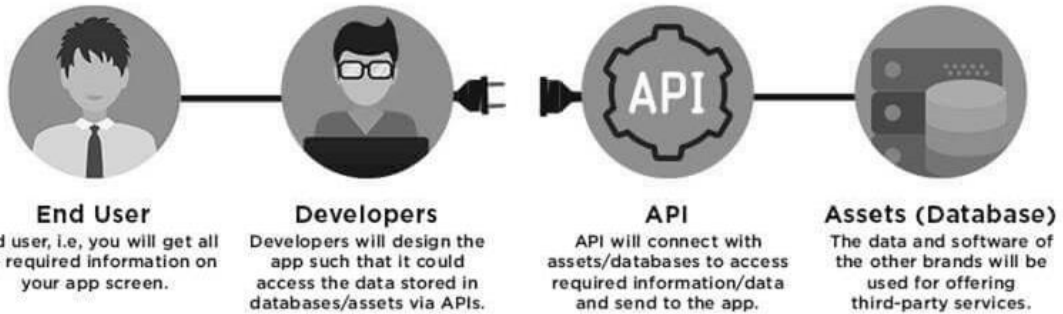 API
End User
user, i.e, you will get all
required information on
your app screen.
Developers
Developers will design the
app such that it could
access the data stored in
databases/assets via APIs.
API
API will connect with
assets/databases to access
required information/data
and send to the app.
Assets (Database)
The data and software of
the other brands will be
used for offering
third-party services.